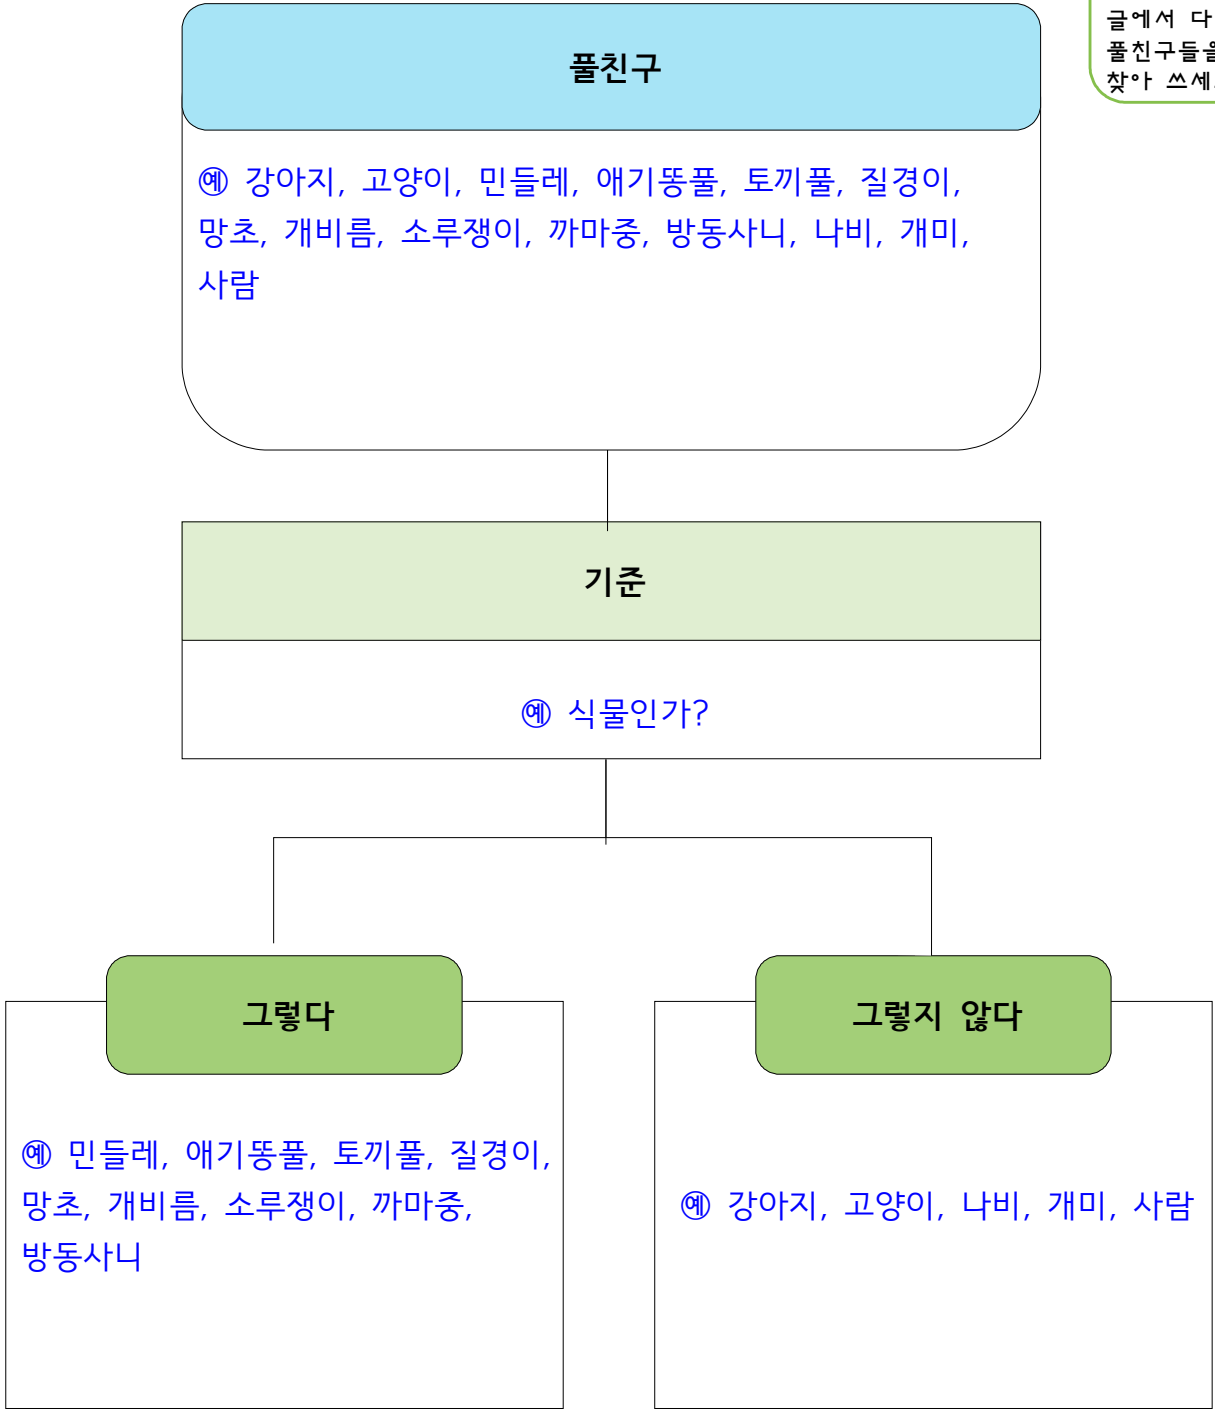 글에서 다
풀친구들을
찾아 쓰세
풀친구
예 강아지, 고양이, 민들레, 애기똥풀, 토끼풀, 질경이,
망초, 개비름, 소루쟁이, 까마중, 방동사니, 나비, 개미,
사람
기준
예 식물인가?
그렇다
그렇지 않다
예 민들레, 애기똥풀, 토끼풀, 질경이,
망초, 개비름, 소루쟁이, 까마중,
방동사니
예 강아지, 고양이, 나비, 개미, 사람